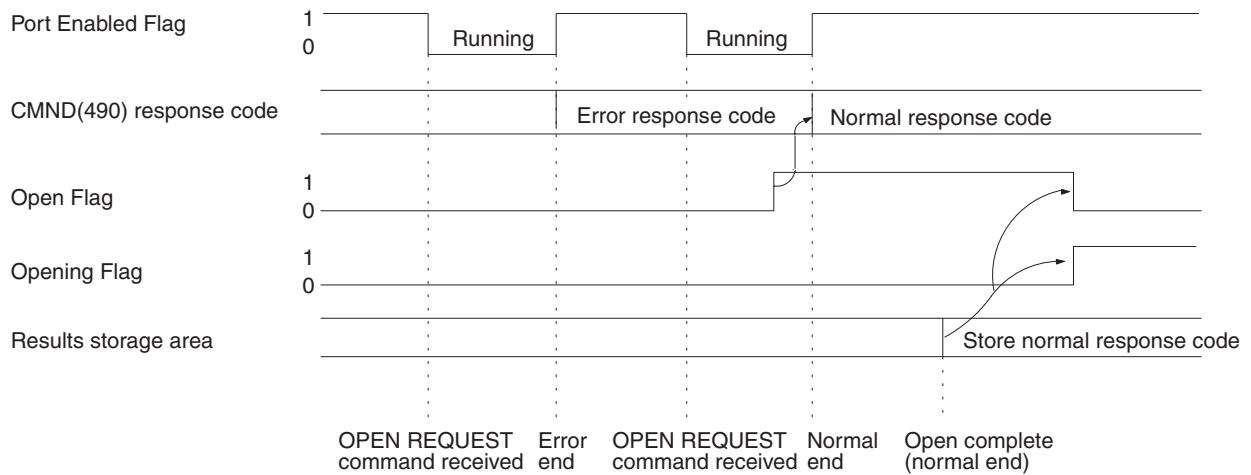 Port Enabled Flag
1
0
Running
Running
CMND(490) response code
Error response code
Normal response code
Open Flag
1
0
Opening Flag
1
0
Results storage area
Store normal response code
OPEN REQUEST
command received
Error
end
OPEN REQUEST
command received
Normal
end
Open complete
(normal end)